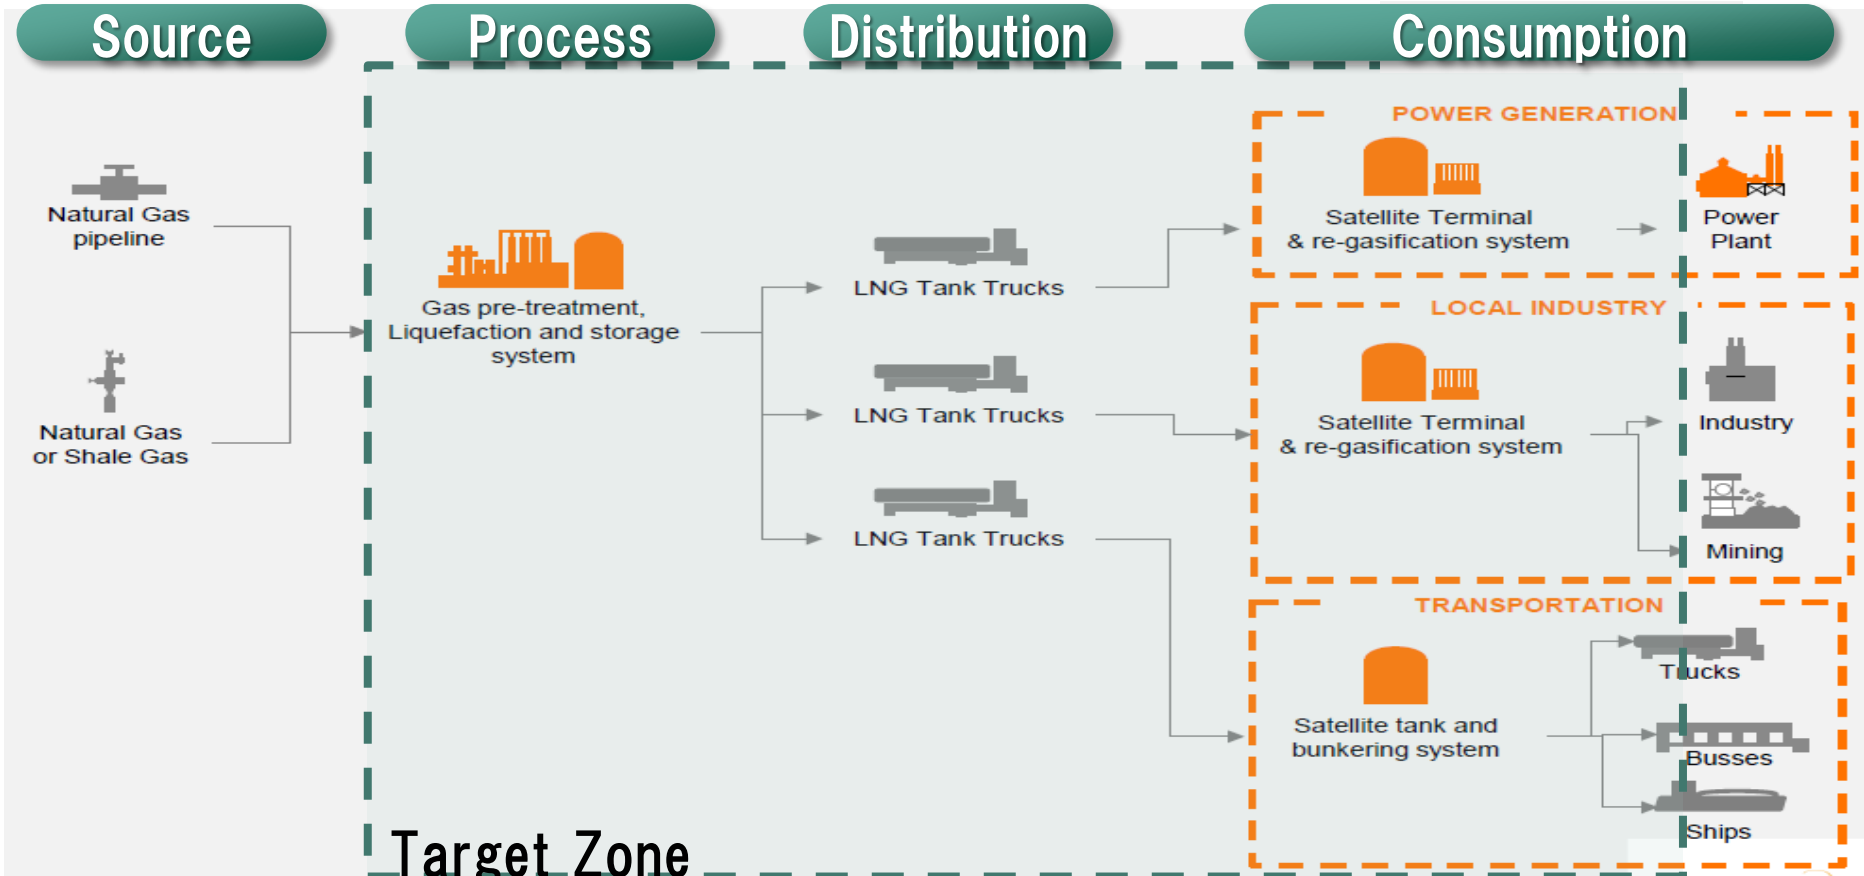 Source
Process
Distribution
Consumption
Natural Gas
pipeline
Natural Gas
or Shale Gas
Gas pre-treatment,
Liquefaction and storage
system
LNG Tank Trucks
LNG Tank Trucks
LNG Tank Trucks
POWER GENERATION
Satellite Terminal
& re-gasification system
Power
Plant
LOCAL INDUSTRY
Satellite Terminal
& re-gasification system
Industry
Mining
TRANSPORTATION
Satellite tank and
bunkering system
Trucks
Busses
Ships
Target Zone